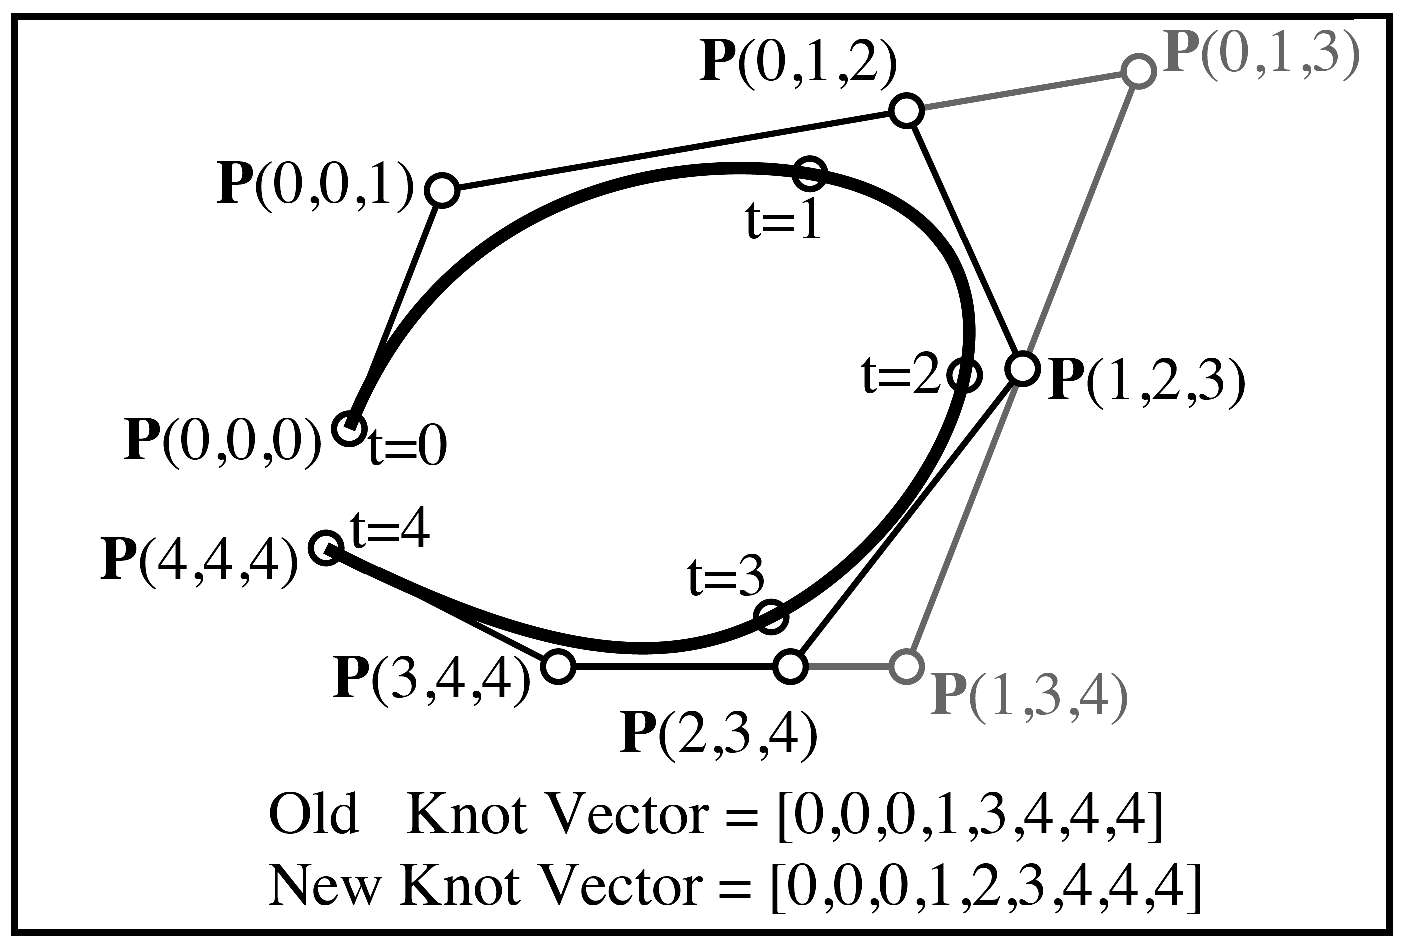 P(0,1,2)
P(0,1,3)
P(0,0,1)
t=1
t=2
P(1,2,3)
P(0,0,0)
t=0
t=4
P(4,4,4)
t=3
P(3,4,4)
P(1,3,4)
P(2,3,4)
Old Knot Vector = [0,0,0,1,3,4,4,4]
New Knot Vector = [0,0,0,1,2,3,4,4,4]